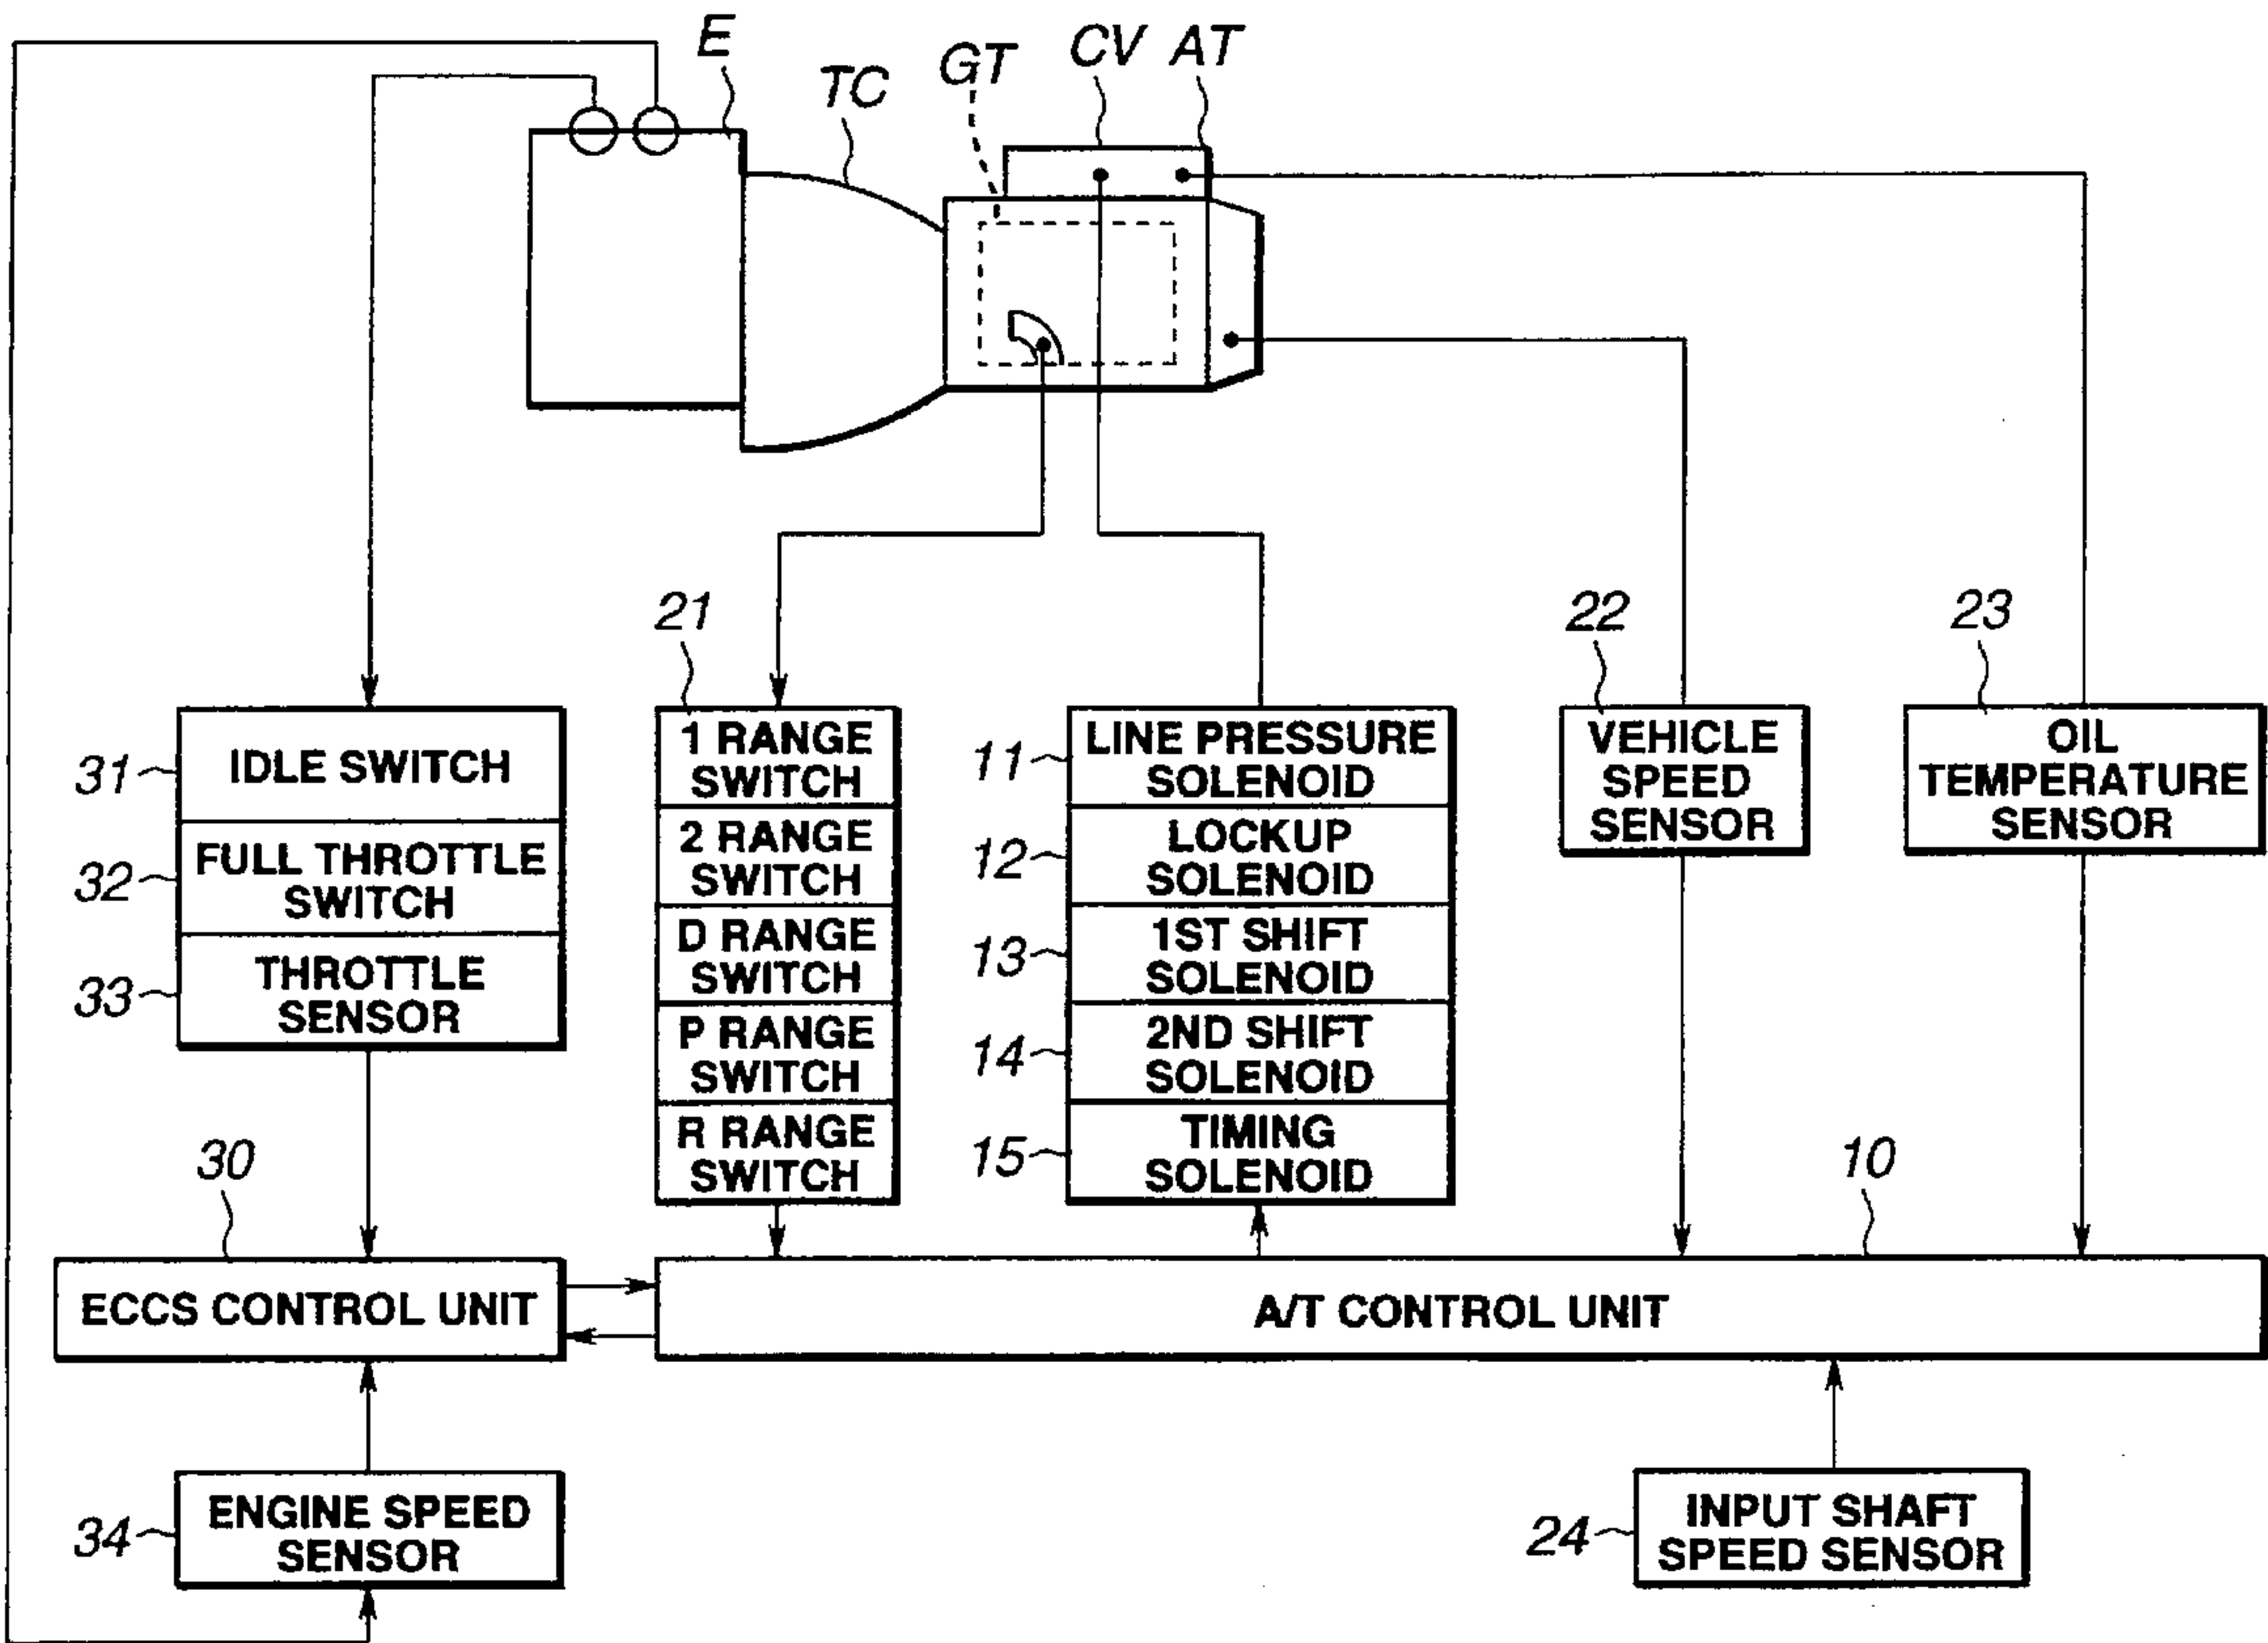 E
TC
GT
CV
AT
21
22
23
31
IDLE SWITCH
32
FULL THROTTLE
SWITCH
33
THROTTLE
SENSOR
1 RANGE
SWITCH
2 RANGE
SWITCH
D RANGE
SWITCH
P RANGE
SWITCH
R RANGE
SWITCH
11
LINE PRESSURE
SOLENOID
12
LOCKUP
SOLENOID
13
1ST SHIFT
SOLENOID
14
2ND SHIFT
SOLENOID
15
TIMING
SOLENOID
VEHICLE
SPEED
SENSOR
OIL
TEMPERATURE
SENSOR
30
10
ECCS CONTROL UNIT
A/T CONTROL UNIT
34
ENGINE SPEED
SENSOR
24
INPUT SHAFT
SPEED SENSOR